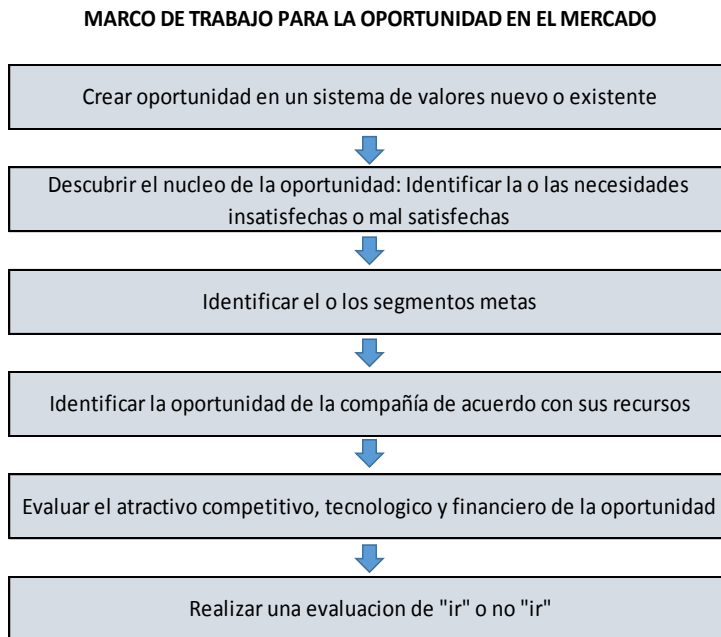 MARCO DE TRABAJO PARA LA OPORTUNIDAD EN EL MERCADO
Crear oportunidad en un sistema de valores nuevo o existente
Descubrir el nucleo de la oportunidad: Identificar la o las necesidades
insatisfechas o mal satisfechas
Identificar el o los segmentos metas
Identificar la oportunidad de la compañía de acuerdo con sus recursos
Evaluar el atractivo competitivo, tecnologico y financiero de la oportunidad
Realizar una evaluacion de "ir" o no "ir"